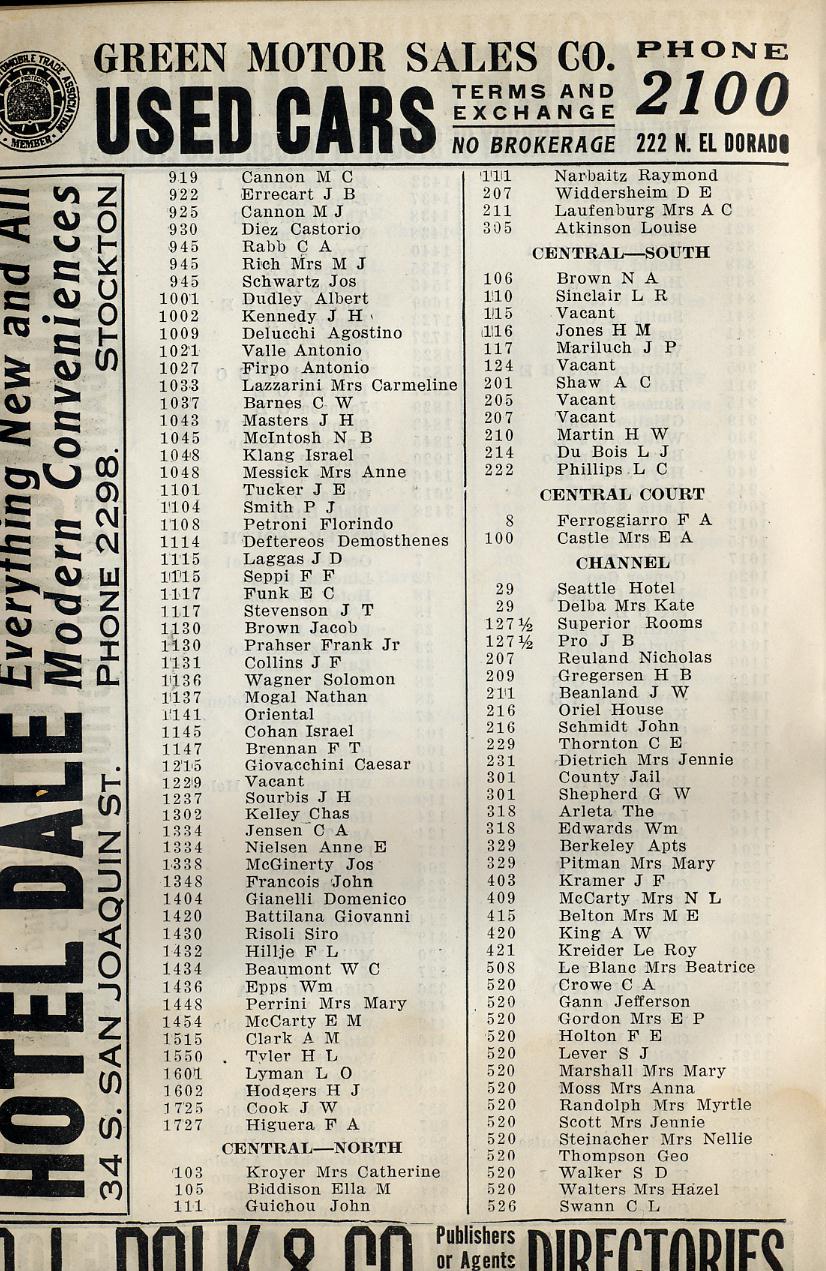 GREEN MOTOR SALES CO.
USED CARS
TERMS AND
EXCHANGE
NO BROKERAGE
PHONE
2100
222 N. EL DORADO
MEMBER
HOTEL DALE
Everything New and All
Modern Conveniences
34 S. SAN JOAQUIN ST. PHONE 2298. STOCKTON
919 Cannon M C
922 Errecart J B
925 Cannon M J
930 Diez Castorio
945 Rabb C A
945 Rich Mrs M J
945 Schwartz Jos
1001 Dudley Albert
1002 Kennedy J H
1009 Delucchi Agostino
1021 Valle Antonio
1027 Firpo Antonio
1033 Lazzarini Mrs Carmeline
1037 Barnes C W
1043 Masters J H
1045 McIntosh N B
1048 Klang Israel
1048 Messick Mrs Anne
1101 Tucker J E
1104 Smith P J
1108 Petroni Florindo
1114 Deftereos Demosthenes
1115 Laggas J D
1115 Seppi F F
1117 Funk E C
1117 Stevenson J T
1130 Brown Jacob
1130 Prahser Frank Jr
1131 Collins J F
1136 Wagner Solomon
1137 Mogal Nathan
1141 Oriental
1145 Cohan Israel
1147 Brennan F T
1215 Giovacchini Caesar
1229 Vacant
1237 Sourbis J H
1302 Kelley Chas
1334 Jensen C A
1334 Nielsen Anne E
1338 McGinerty Jos
1348 Francois John
1404 Gianelli Domenico
1420 Battilana Giovanni
1430 Risoli Siro
1432 Hillje F L
1434 Beaumont W C
1436 Epps Wm
1448 Perrini Mrs Mary
1454 McCarty E M
1515 Clark A M
1550 Tyler H L
1601 Lyman L O
1602 Hodgers H J
1725 Cook J W
1727 Higuera F A
CENTRAL—NORTH
103 Kroyer Mrs Catherine
105 Biddison Ella M
111 Guichou John
111 Narbaitz Raymond
207 Widdersheim D E
211 Laufenburg Mrs A C
305 Atkinson Louise
CENTRAL—SOUTH
106 Brown N A
110 Sinclair L R
115 Vacant
116 Jones H M
117 Mariluch J P
124 Vacant
201 Shaw A C
205 Vacant
207 Vacant
210 Martin H W
214 Du Bois L J
222 Phillips L C
CENTRAL COURT
8 Ferroggiarro F A
100 Castle Mrs E A
CHANNEL
29 Seattle Hotel
29 Delba Mrs Kate
127½ Superior Rooms
127½ Pro J B
207 Reuland Nicholas
209 Gregersen H B
211 Beanland J W
216 Oriel House
216 Schmidt John
229 Thornton C E
231 Dietrich Mrs Jennie
301 County Jail
301 Shepherd G W
318 Arleta The
318 Edwards Wm
329 Berkeley Apts
329 Pitman Mrs Mary
403 Kramer J F
409 McCarty Mrs N L
415 Belton Mrs M E
420 King A W
421 Kreider Le Roy
508 Le Blanc Mrs Beatrice
520 Crowe C A
520 Gann Jefferson
520 Gordon Mrs E P
520 Holton F E
520 Lever S J
520 Marshall Mrs Mary
520 Moss Mrs Anna
520 Randolph Mrs Myrtle
520 Scott Mrs Jennie
520 Steinacher Mrs Nellie
520 Thompson Geo
520 Walker S D
520 Walters Mrs Hazel
526 Swann C L
POLK & CO
Publishers
or Agents
DIRECTORIES